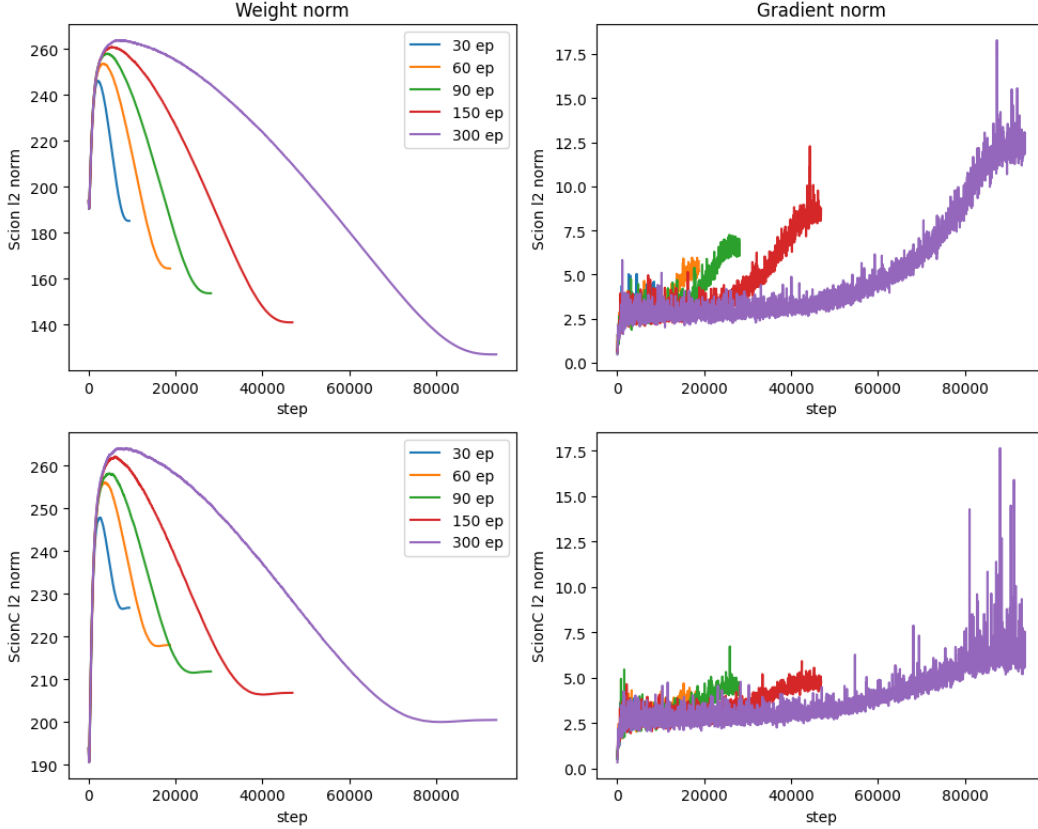 Weight norm
Scion l2 norm
260
240
220
200
180
160
140
0
20000
40000
60000
80000
step
30 ep
60 ep
90 ep
150 ep
300 ep
Gradient norm
Scion l2 norm
17.5
15.0
12.5
10.0
7.5
5.0
2.5
0.0
0
20000
40000
60000
80000
step
ScionC l2 norm
260
250
240
230
220
210
200
190
0
20000
40000
60000
80000
step
30 ep
60 ep
90 ep
150 ep
300 ep
ScionC l2 norm
17.5
15.0
12.5
10.0
7.5
5.0
2.5
0.0
0
20000
40000
60000
80000
step